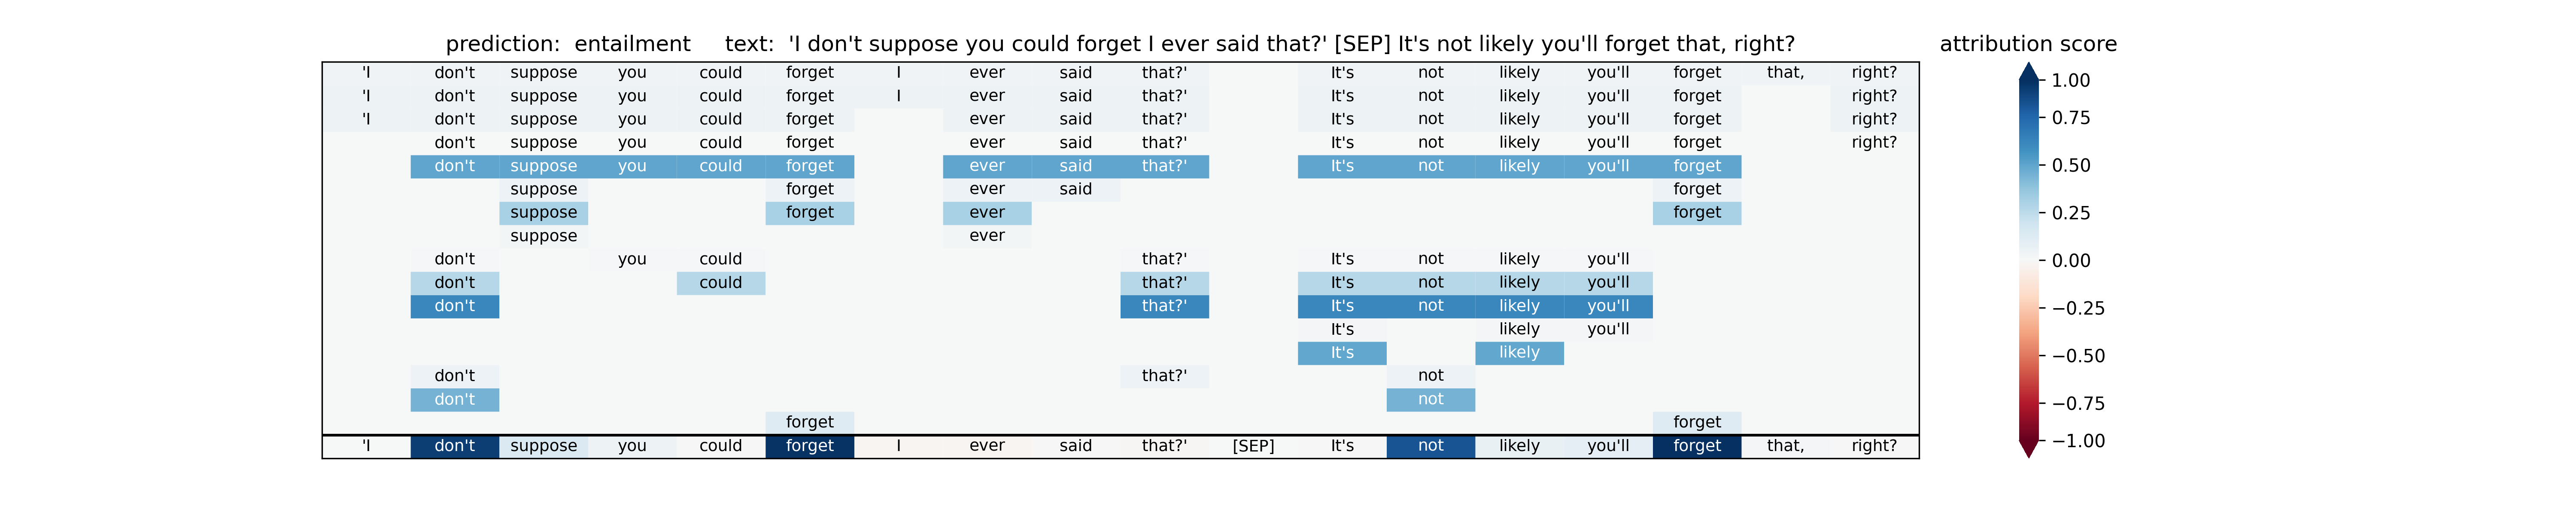 prediction: entailment text: 'I don't suppose you could forget I ever said that?' [SEP] It's not likely you'll forget that, right?
attribution score
'I don't suppose you could forget I ever said that?' It's not likely you'll forget that, right?
'I don't suppose you could forget I ever said that?' It's not likely you'll forget right?
'I don't suppose you could forget ever said that?' It's not likely you'll forget right?
don't suppose you could forget ever said that?' It's not likely you'll forget right?
don't suppose you could forget ever said that?' It's not likely you'll forget
suppose forget ever said forget
suppose forget ever forget
suppose ever
don't you could that?' It's not likely you'll
don't could that?' It's not likely you'll
don't that?' It's not likely you'll
It's likely you'll
It's likely
don't that?' not
don't not
forget forget
'I don't suppose you could forget I ever said that?' [SEP] It's not likely you'll forget that, right?
1.00
0.75
0.50
0.25
0.00
−0.25
−0.50
−0.75
−1.00